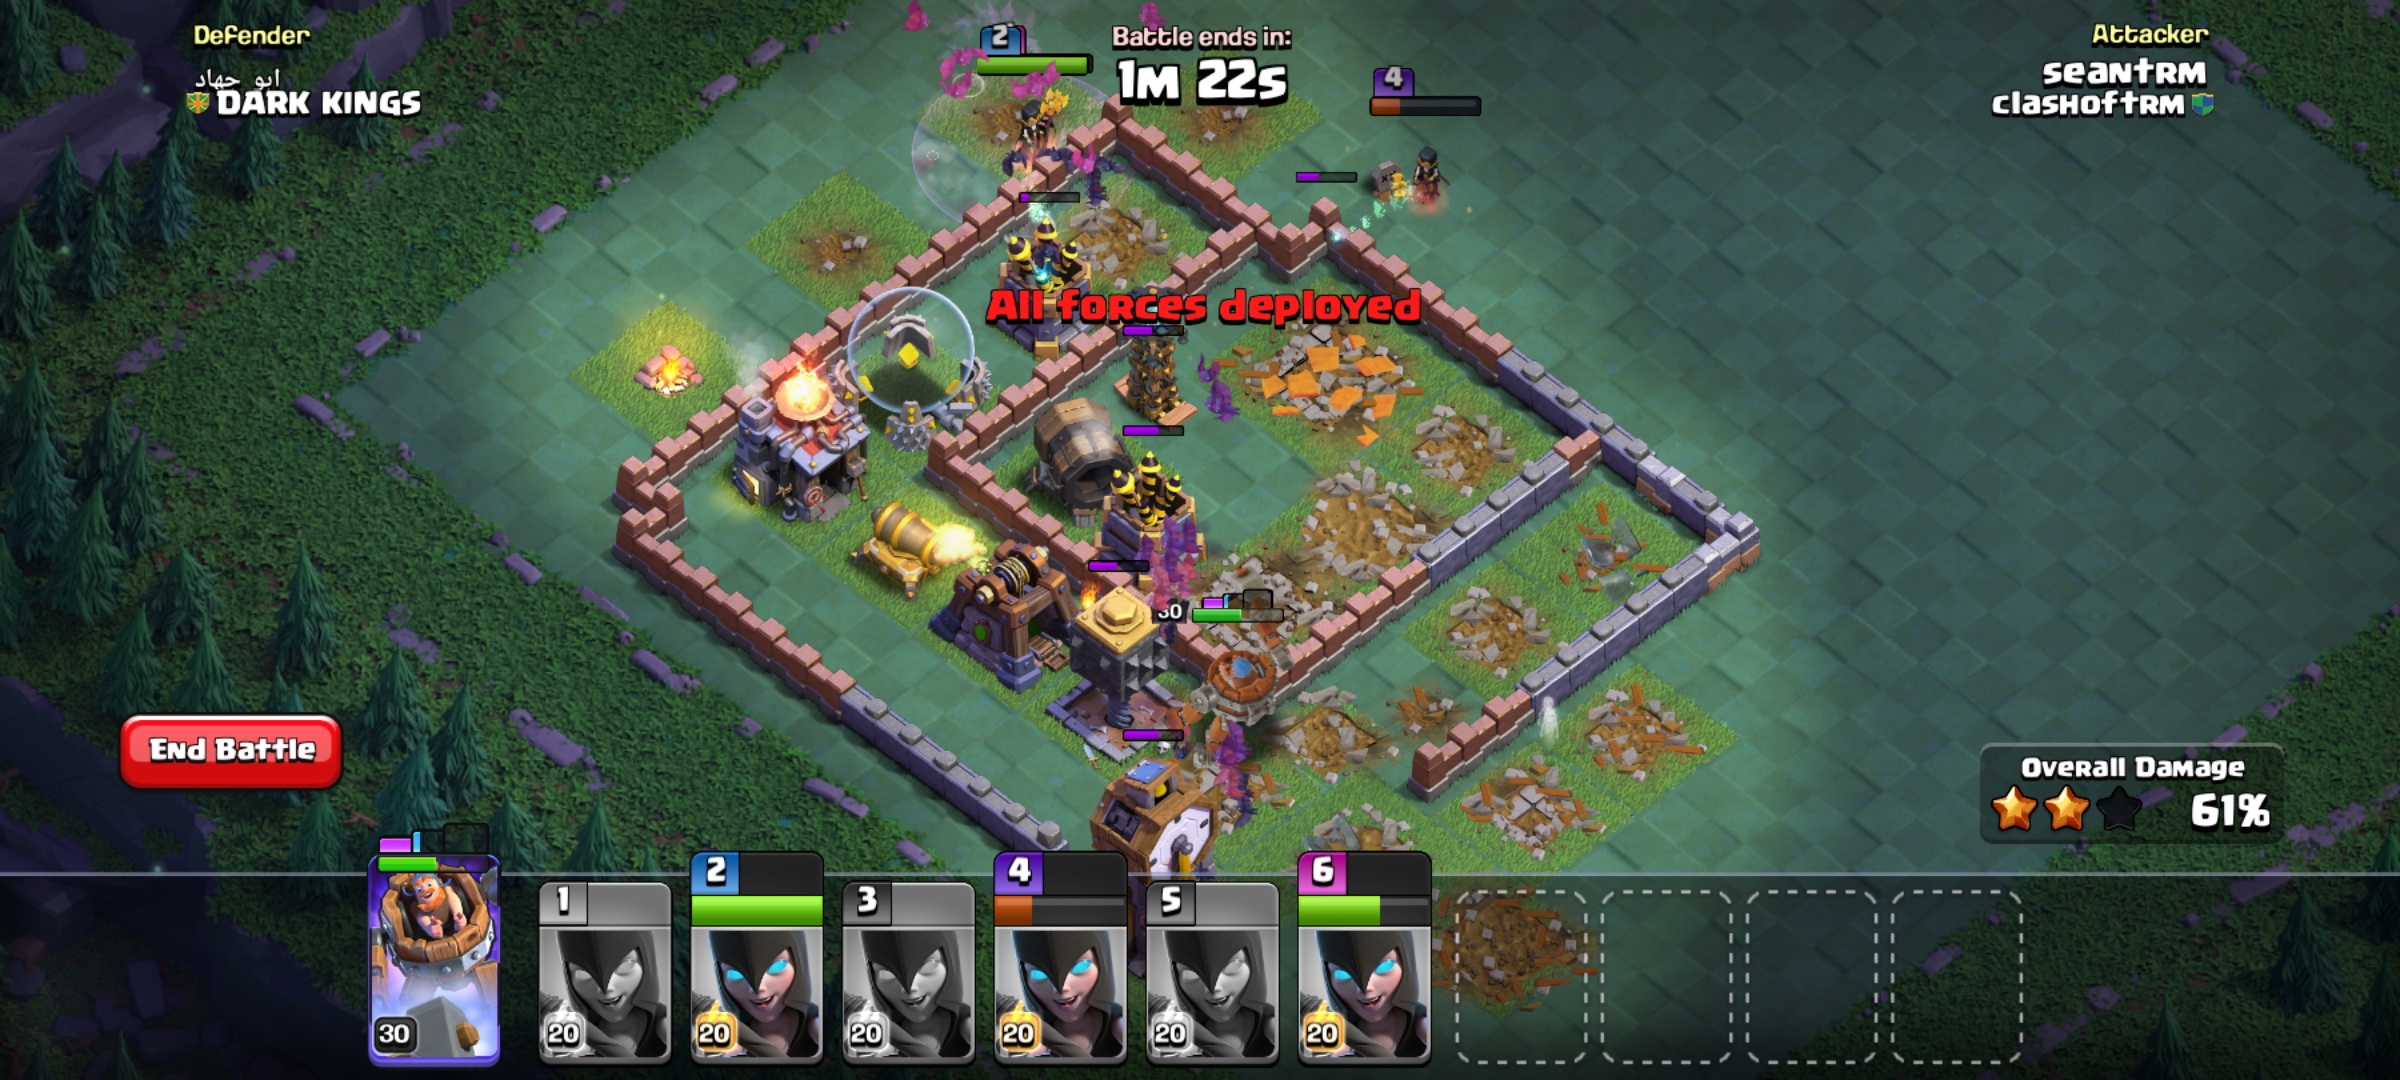 Defender
ابو جهاد
DARK KINGS
2
Battle ends in:
1M 22s
4
Attacker
seantRM
clashoftRM
All forces deployed
30
End Battle
Overall Damage
61%
1
2
3
4
5
6
30
20
20
20
20
20
20